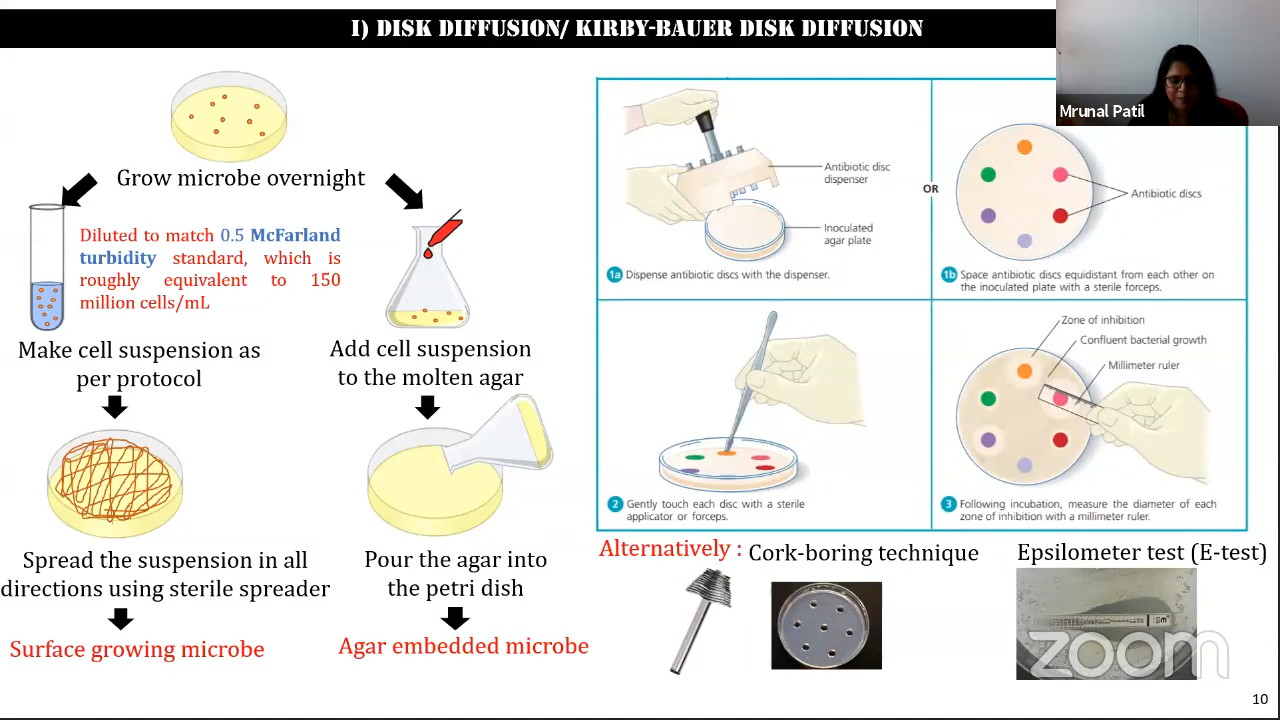 I) DISK DIFFUSION/ KIRBY-BAUER DISK DIFFUSION
Mrunal Patil
Grow microbe overnight
Diluted to match 0.5 McFarland
turbidity standard, which is
roughly equivalent to 150
million cells/mL
Make cell suspension as
per protocol
Add cell suspension
to the molten agar
Spread the suspension in all
directions using sterile spreader
Pour the agar into
the petri dish
Surface growing microbe
Agar embedded microbe
Antibiotic disc
dispenser
Inoculated
agar plate
1a Dispense antibiotic discs with the dispenser.
OR
Antibiotic discs
1b Space antibiotic discs equidistant from each other on
the inoculated plate with a sterile forceps.
2 Gently touch each disc with a sterile
applicator or forceps.
Zone of inhibition
Confluent bacterial growth
Millimeter ruler
3 Following incubation, measure the diameter of each
zone of inhibition with a millimeter ruler.
Alternatively : Cork-boring technique
Epsilometer test (E-test)
zoom
10